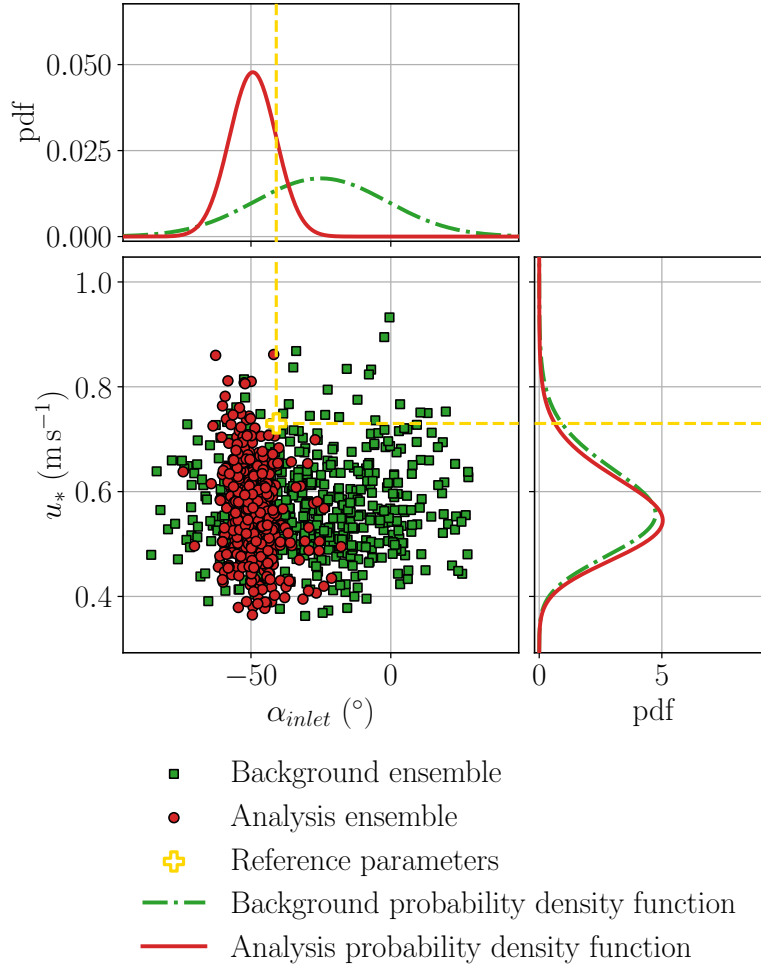 0.050
0.025
0.000
pdf
1.0
0.8
0.6
0.4
u* (m s⁻¹)
−50 0
α_inlet (°)
0 5
pdf
Background ensemble
Analysis ensemble
Reference parameters
Background probability density function
Analysis probability density function